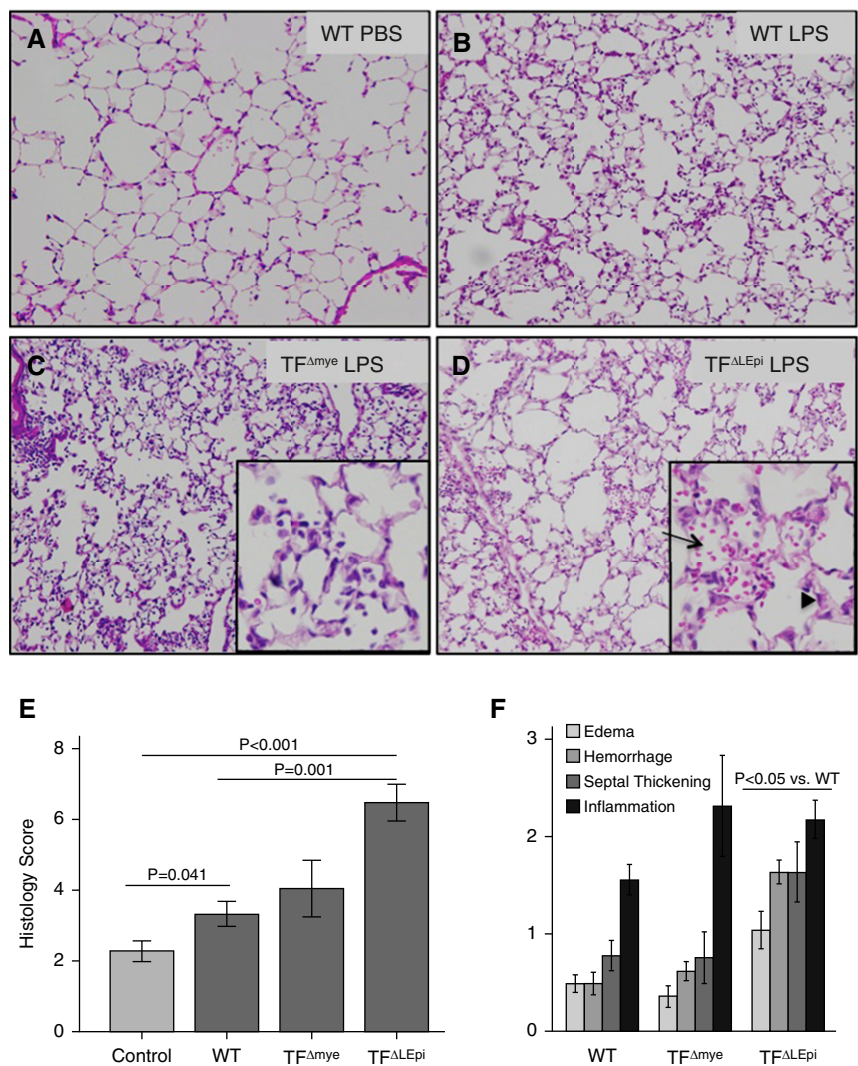 A
WT PBS
B
WT LPS
C
TFΔmye LPS
D
TFΔLEpi LPS
E
Histology Score
8
6
4
2
0
P<0.001
P=0.001
P=0.041
Control
WT
TFΔmye
TFΔLEpi
F
3
2
1
0
Edema
Hemorrhage
Septal Thickening
Inflammation
P<0.05 vs. WT
WT
TFΔmye
TFΔLEpi